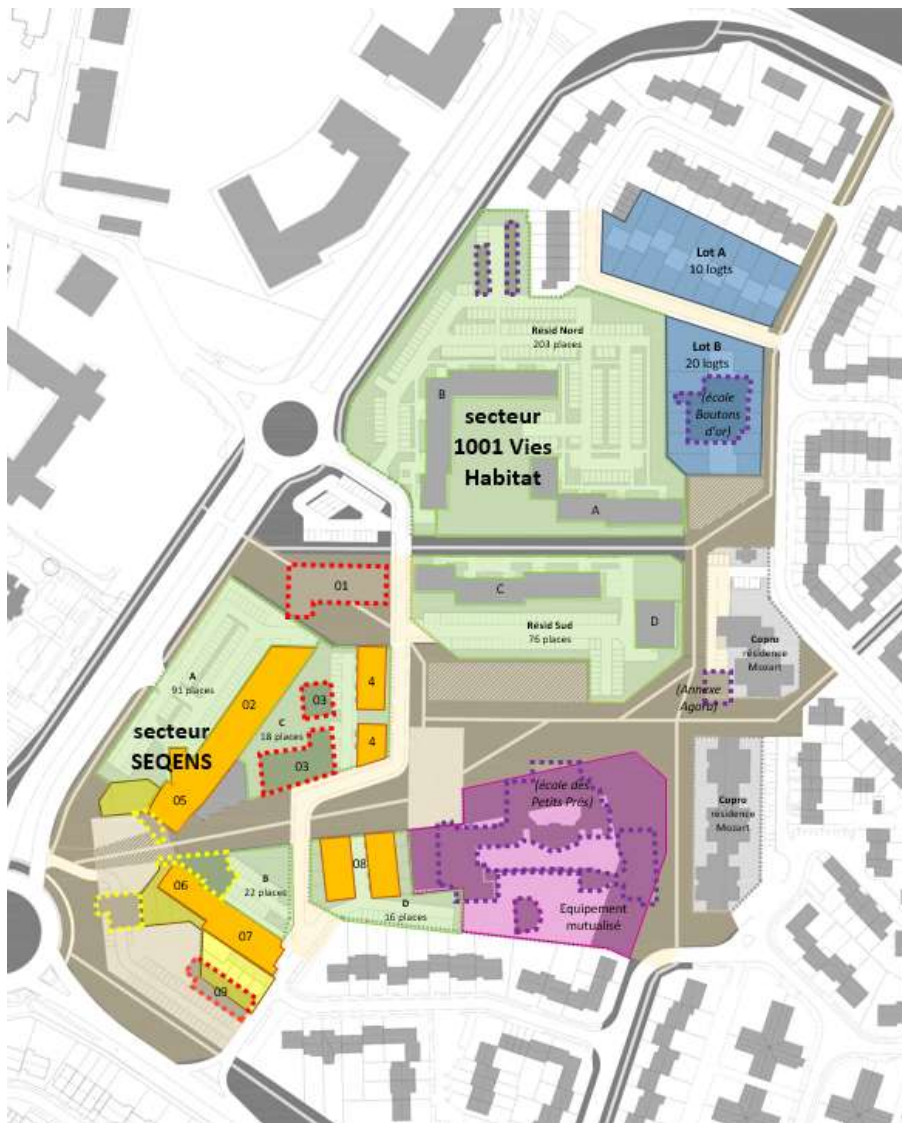 Lot A
10 logts
Résid Nord
203 places
Lot B
20 logts
B
(école
Boutons
d'or)
secteur
1001 Vies
Habitat
A
01
C
Résid Sud
76 places
D
Copro
résidence
Mozart
(Annexe
Agora)
A
91 places
02
03
4
C
18 places
secteur
SEQENS
03
4
05
(école des
Petits Prés)
Copro
résidence
Mozart
06
B
22 places
08
D
16 places
07
Equipement
mutualisé
09